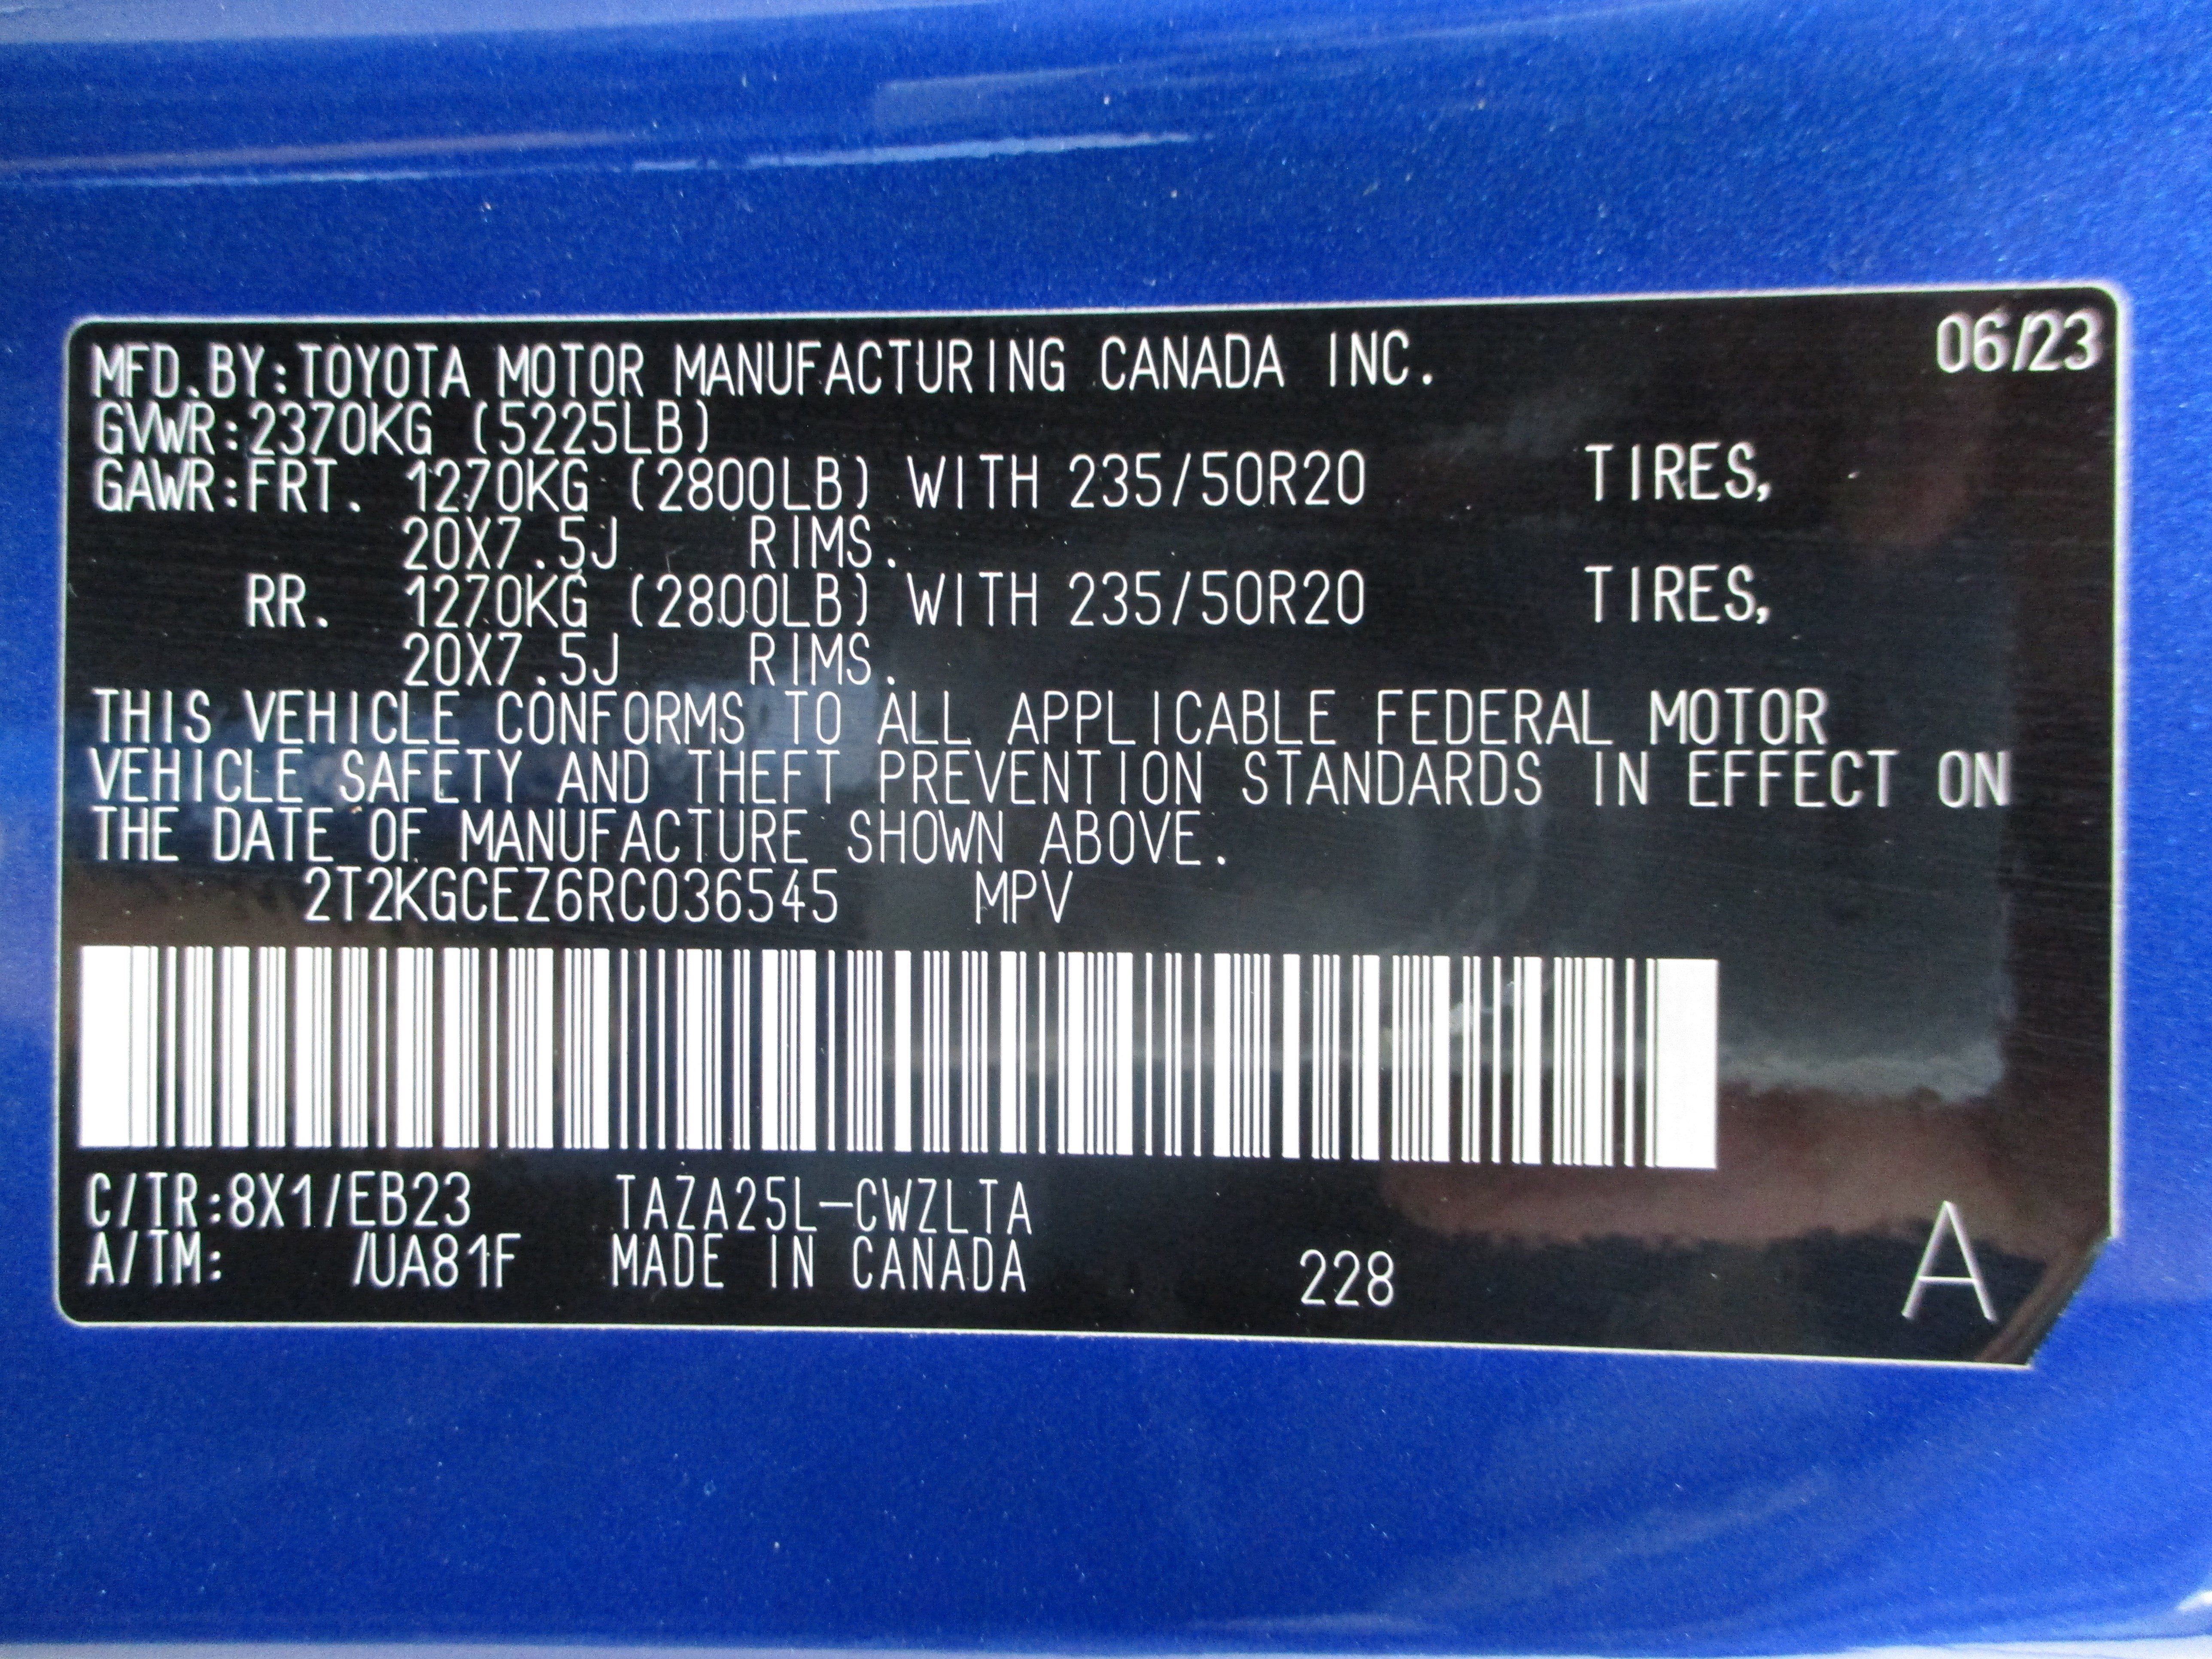 06/23
MFD.BY:TOYOTA MOTOR MANUFACTURING CANADA INC.
GVWR:2370KG (5225LB)
GAWR:FRT. 1270KG (2800LB) WITH 235/50R20 TIRES,
20X7.5J RIMS.
RR. 1270KG (2800LB) WITH 235/50R20 TIRES,
20X7.5J RIMS.
THIS VEHICLE CONFORMS TO ALL APPLICABLE FEDERAL MOTOR
VEHICLE SAFETY AND THEFT PREVENTION STANDARDS IN EFFECT ON
THE DATE OF MANUFACTURE SHOWN ABOVE.
2T2KGCEZ6RC036545 MPV
C/TR:8X1/EB23 TAZA25L-CWZLTA
A/TM: /UA81F MADE IN CANADA 228 A